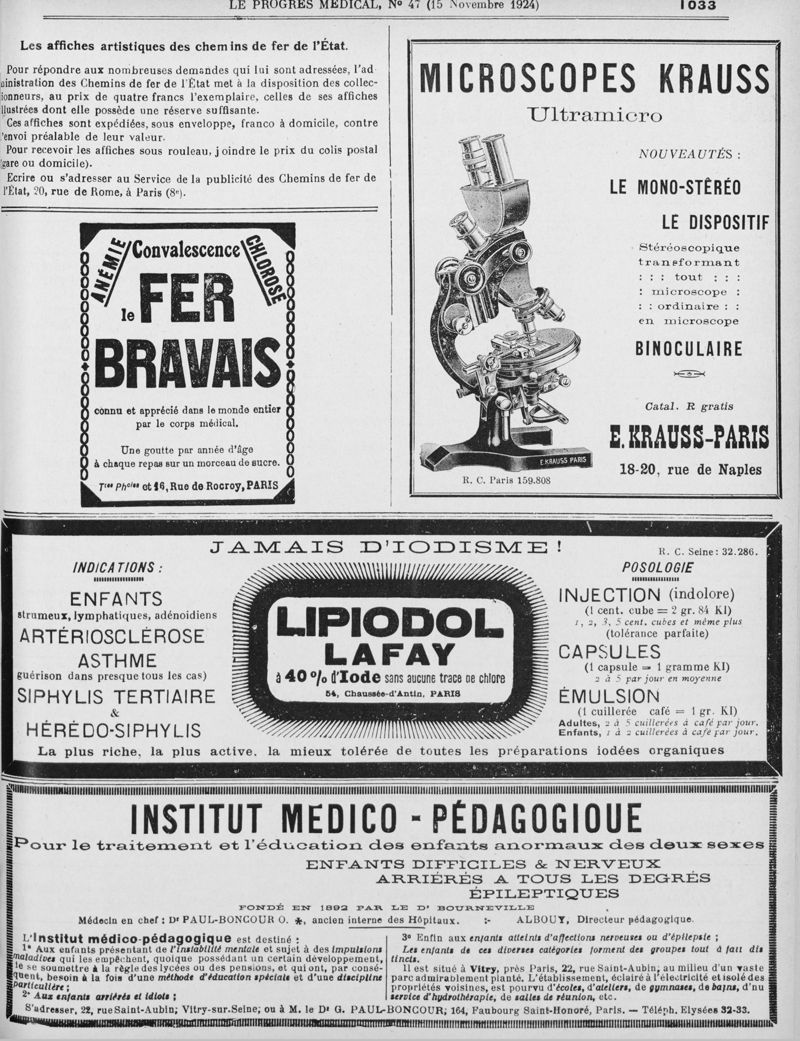 LE PROGRÈS MÉDICAL, No 47 (15 Novembre 1924)
1033
Les affiches artistiques des chemins de fer de l'État.
Pour répondre aux nombreuses demandes qui lui sont adressées, l'ad
ministration des Chemins de fer de l'État met à la disposition des collec-
tionneurs, au prix de quatre francs l'exemplaire, celles de ses affiches
illustrées dont elle possède une réserve suffisante.
Ces affiches sont expédiées, sous enveloppe, franco à domicile, contre
l'envoi préalable de leur valeur.
Pour recevoir les affiches sous rouleau, joindre le prix du colis postal
(gare ou domicile).
Ecrire ou s'adresser au Service de la publicité des Chemins de fer de
l'État, 20, rue de Rome, à Paris (8e).
ANÉMIE Convalescence CHLOROSE
le FER
BRAVAIS
connu et apprécié dans le monde entier
par le corps médical.
Une goutte par année d'âge
à chaque repas sur un morceau de sucre.
Ttes Phcies et 16, Rue de Rocroy, PARIS
MICROSCOPES KRAUSS
Ultramicro
NOUVEAUTÉS :
LE MONO-STÉRÉO
LE DISPOSITIF
Stéréoscopique
transformant
: : : tout : : :
: microscope :
: : ordinaire : :
en microscope
BINOCULAIRE
Catal. R gratis
E. KRAUSS-PARIS
18-20, rue de Naples
E.KRAUSS PARIS
R. C. Paris 159.808
JAMAIS D'IODISME !
R. C. Seine : 32.286.
INDICATIONS :
ENFANTS
strumeux, lymphatiques, adénoidiens
ARTÉRIOSCLÉROSE
ASTHME
guérison dans presque tous les cas)
SIPHYLIS TERTIAIRE
&
HÉRÉDO-SIPHYLIS
LIPIODOL
LAFAY
à 40 % d'Iode sans aucune trace de chlore
54, Chaussée-d'Antin, PARIS
POSOLOGIE
INJECTION (indolore)
(1 cent. cube = 2 gr. 84 KI)
1, 2, 3, 5 cent. cubes et même plus
(tolérance parfaite)
CAPSULES
(1 capsule = 1 gramme KI)
2 à 5 par jour en moyenne
ÉMULSION
(1 cuillerée café = 1 gr. KI)
Adultes, 2 à 5 cuillerées à café par jour.
Enfants, 1 à 2 cuillerées à café par jour.
La plus riche, la plus active, la mieux tolérée de toutes les préparations iodées organiques
INSTITUT MEDICO - PÉDAGOGIQUE
Pour le traitement et l'éducation des enfants anormaux des deux sexes
ENFANTS DIFFICILES & NERVEUX
ARRIÉRÉS A TOUS LES DEGRÉS
ÉPILEPTIQUES
FONDÉ EN 1892 PAR LE Dr BOURNEVILLE
Médecin en chef : Dr PAUL-BONCOUR O. ✻, ancien interne des Hôpitaux. :- ALBOUY, Directeur pédagogique.
L'Institut médico-pédagogique est destiné :
1° Aux enfants présentant de l'instabilité mentale et sujet à des impulsions
maladives qui les empêchent, quoique possédant un certain développement,
de se soumettre à la règle des lycées ou des pensions, et qui ont, par consé-
quent, besoin à la fois d'une méthode d'éducation spéciale et d'une discipline
particulière ;
2° Aux enfants arriérés et idiots ;
3° Enfin aux enfants atteints d'affections nerveuses ou d'épilepsie ;
Les enfants de ces diverses catégories forment des groupes tout à fait dis
tincts.
Il est situé à Vitry, près Paris, 22, rue Saint-Aubin, au milieu d'un vaste
parc admirablement planté. L'établissement, éclairé à l'électricité et isolé des
propriétés voisines, est pourvu d'écoles, d'ateliers, de gymnases, de bains, d'nu
service d'hydrothérapie, de salles de réunion, etc.
S'adresser, 22, rue Saint-Aubin; Vitry-sur.Seine; ou à M. le Dr G. PAUL-BONCOUR; 164, Faubourg Saint-Honoré, Paris. — Téléph. Elysées 32-33.